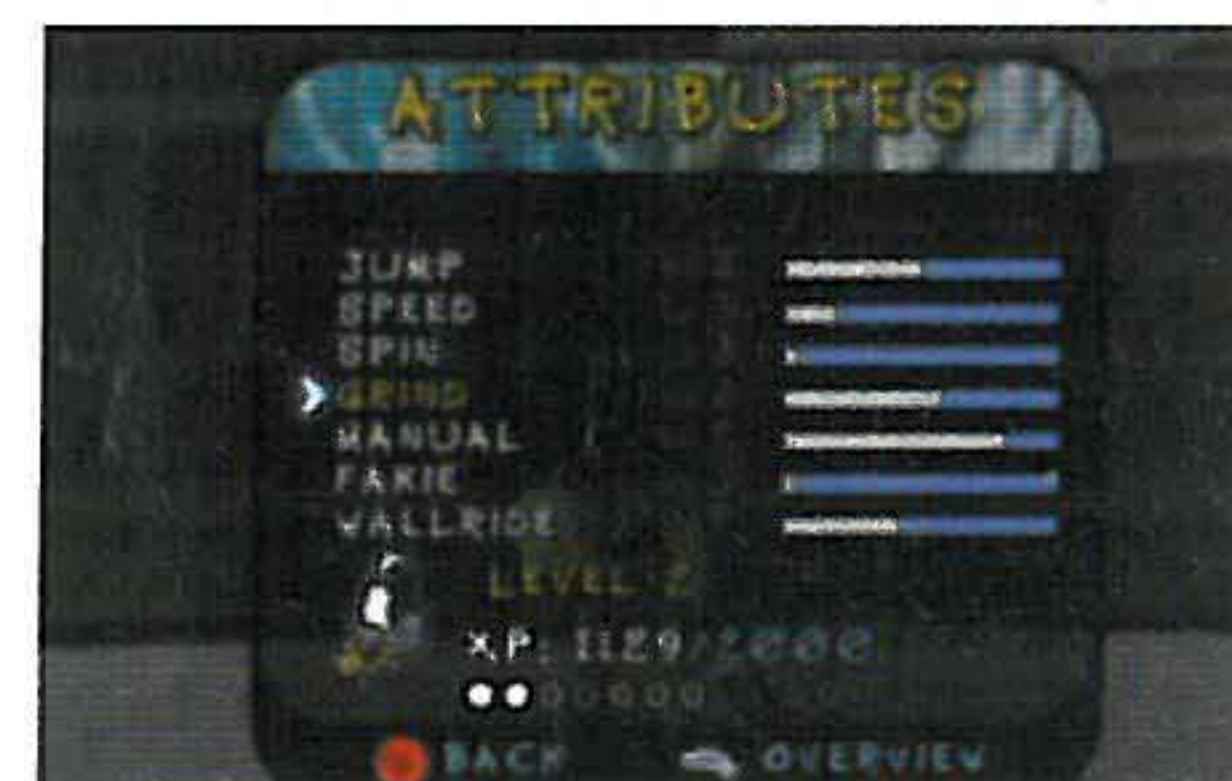 ATTRIBUTES
JUMP
SPEED
SPIN
GRIND
MANUAL
FAKIE
WALLRIDE
LEVEL 2
XP: 1129/2000
BACK OVERVIEW